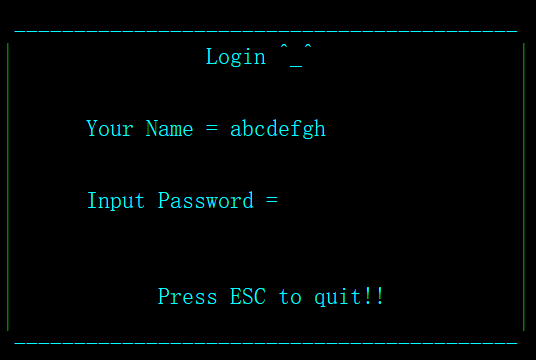 Login ^_^
Your Name = abcdefgh
Input Password =
Press ESC to quit!!